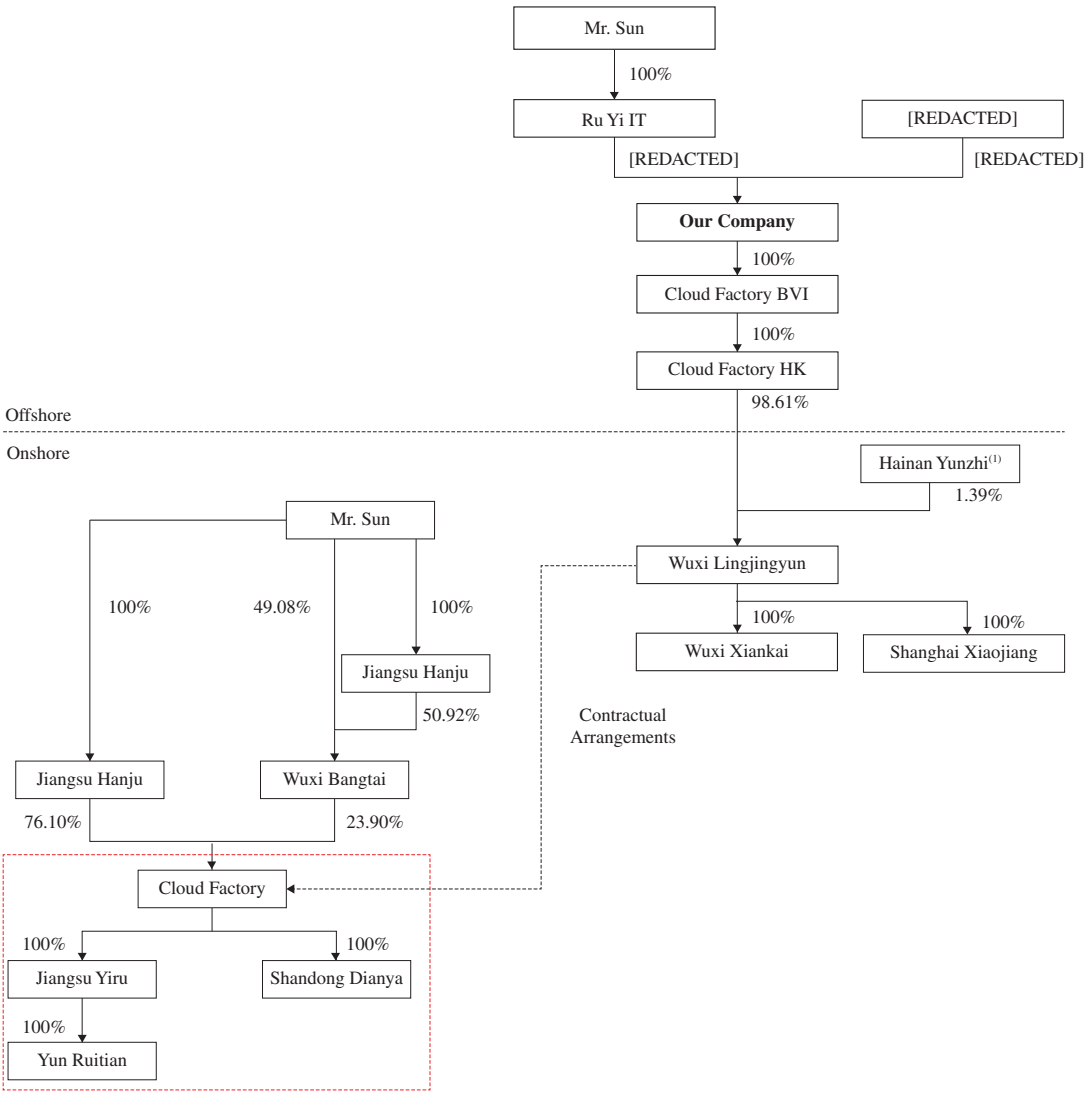 Mr. Sun
100%
Ru Yi IT
[REDACTED]
[REDACTED]
[REDACTED]
Our Company
100%
Cloud Factory BVI
100%
Cloud Factory HK
98.61%
Offshore
Onshore
Hainan Yunzhi(1)
1.39%
Mr. Sun
Wuxi Lingjingyun
100%
49.08%
100%
100%
100%
Wuxi Xiankai
Shanghai Xiaojiang
Jiangsu Hanju
50.92%
Contractual
Arrangements
Jiangsu Hanju
Wuxi Bangtai
76.10%
23.90%
Cloud Factory
100%
100%
Jiangsu Yiru
Shandong Dianya
100%
Yun Ruitian